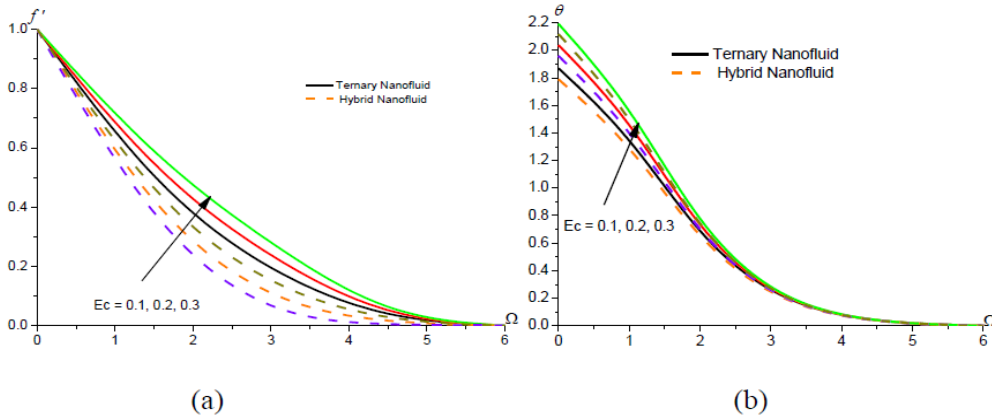 f '
1.0
0.8
0.6
0.4
0.2
0.0
0
1
2
3
4
5
6
Ω
Ternary Nanofluid
Hybrid Nanofluid
Ec = 0.1, 0.2, 0.3
(a)
θ
2.2
2.0
1.8
1.6
1.4
1.2
1.0
0.8
0.6
0.4
0.2
0.0
0
1
2
3
4
5
6
Ternary Nanofluid
Hybrid Nanofluid
Ec = 0.1, 0.2, 0.3
(b)